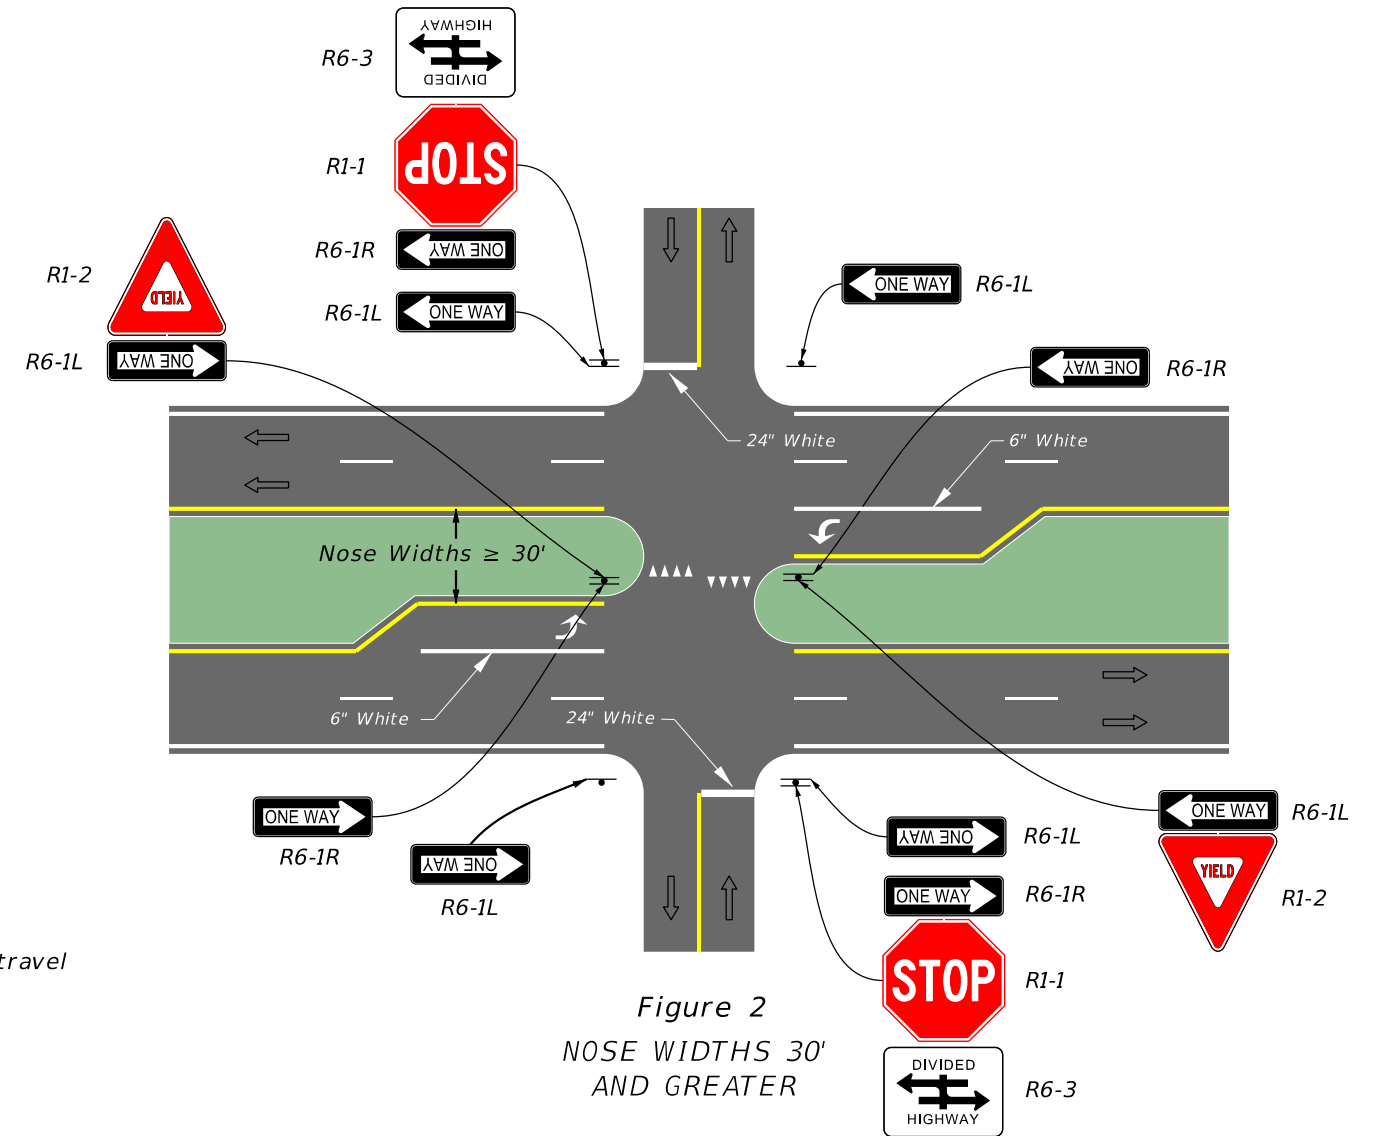 HIGHWAY
DIVIDED
R6-3
STOP
R1-1
ONE WAY
R6-1R
ONE WAY
R6-1L
YIELD
R1-2
ONE WAY
R6-1L
ONE WAY
R6-1L
ONE WAY
R6-1R
24" White
6" White
Nose Widths ≥ 30'
6" White
24" White
ONE WAY
R6-1R
ONE WAY
R6-1L
ONE WAY
R6-1L
ONE WAY
R6-1R
STOP
R1-1
DIVIDED
HIGHWAY
R6-3
ONE WAY
R6-1L
YIELD
R1-2
travel
Figure 2
NOSE WIDTHS 30'
AND GREATER